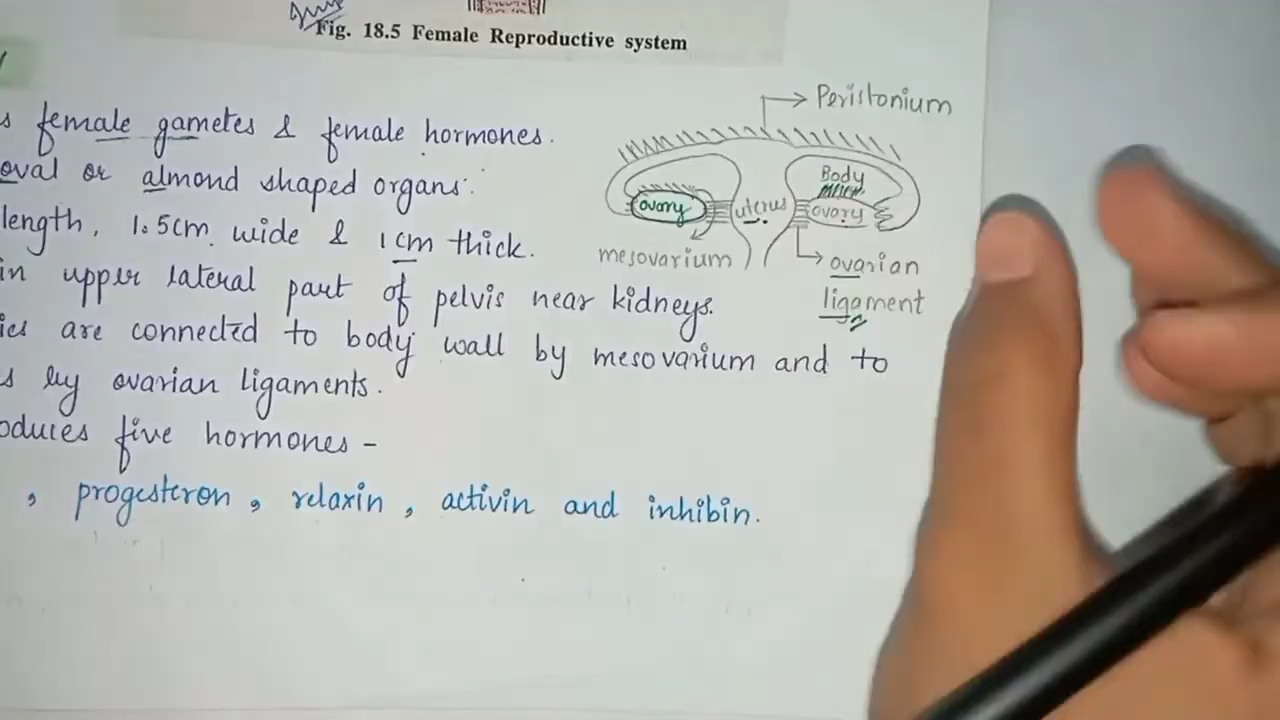 Fig. 18.5 Female Reproductive system
s female gametes & female hormones.
oval or almond shaped organs.
length, 1.5cm wide & 1cm thick.
in upper lateral part of pelvis near kidneys.
ies are connected to body wall by mesovarium and to
s by ovarian ligaments.
oduces five hormones -
, progesteron, relaxin, activin and inhibin.
Peristonium
Body
ovary
uterus
ovary
mesovarium
ovarian
ligament